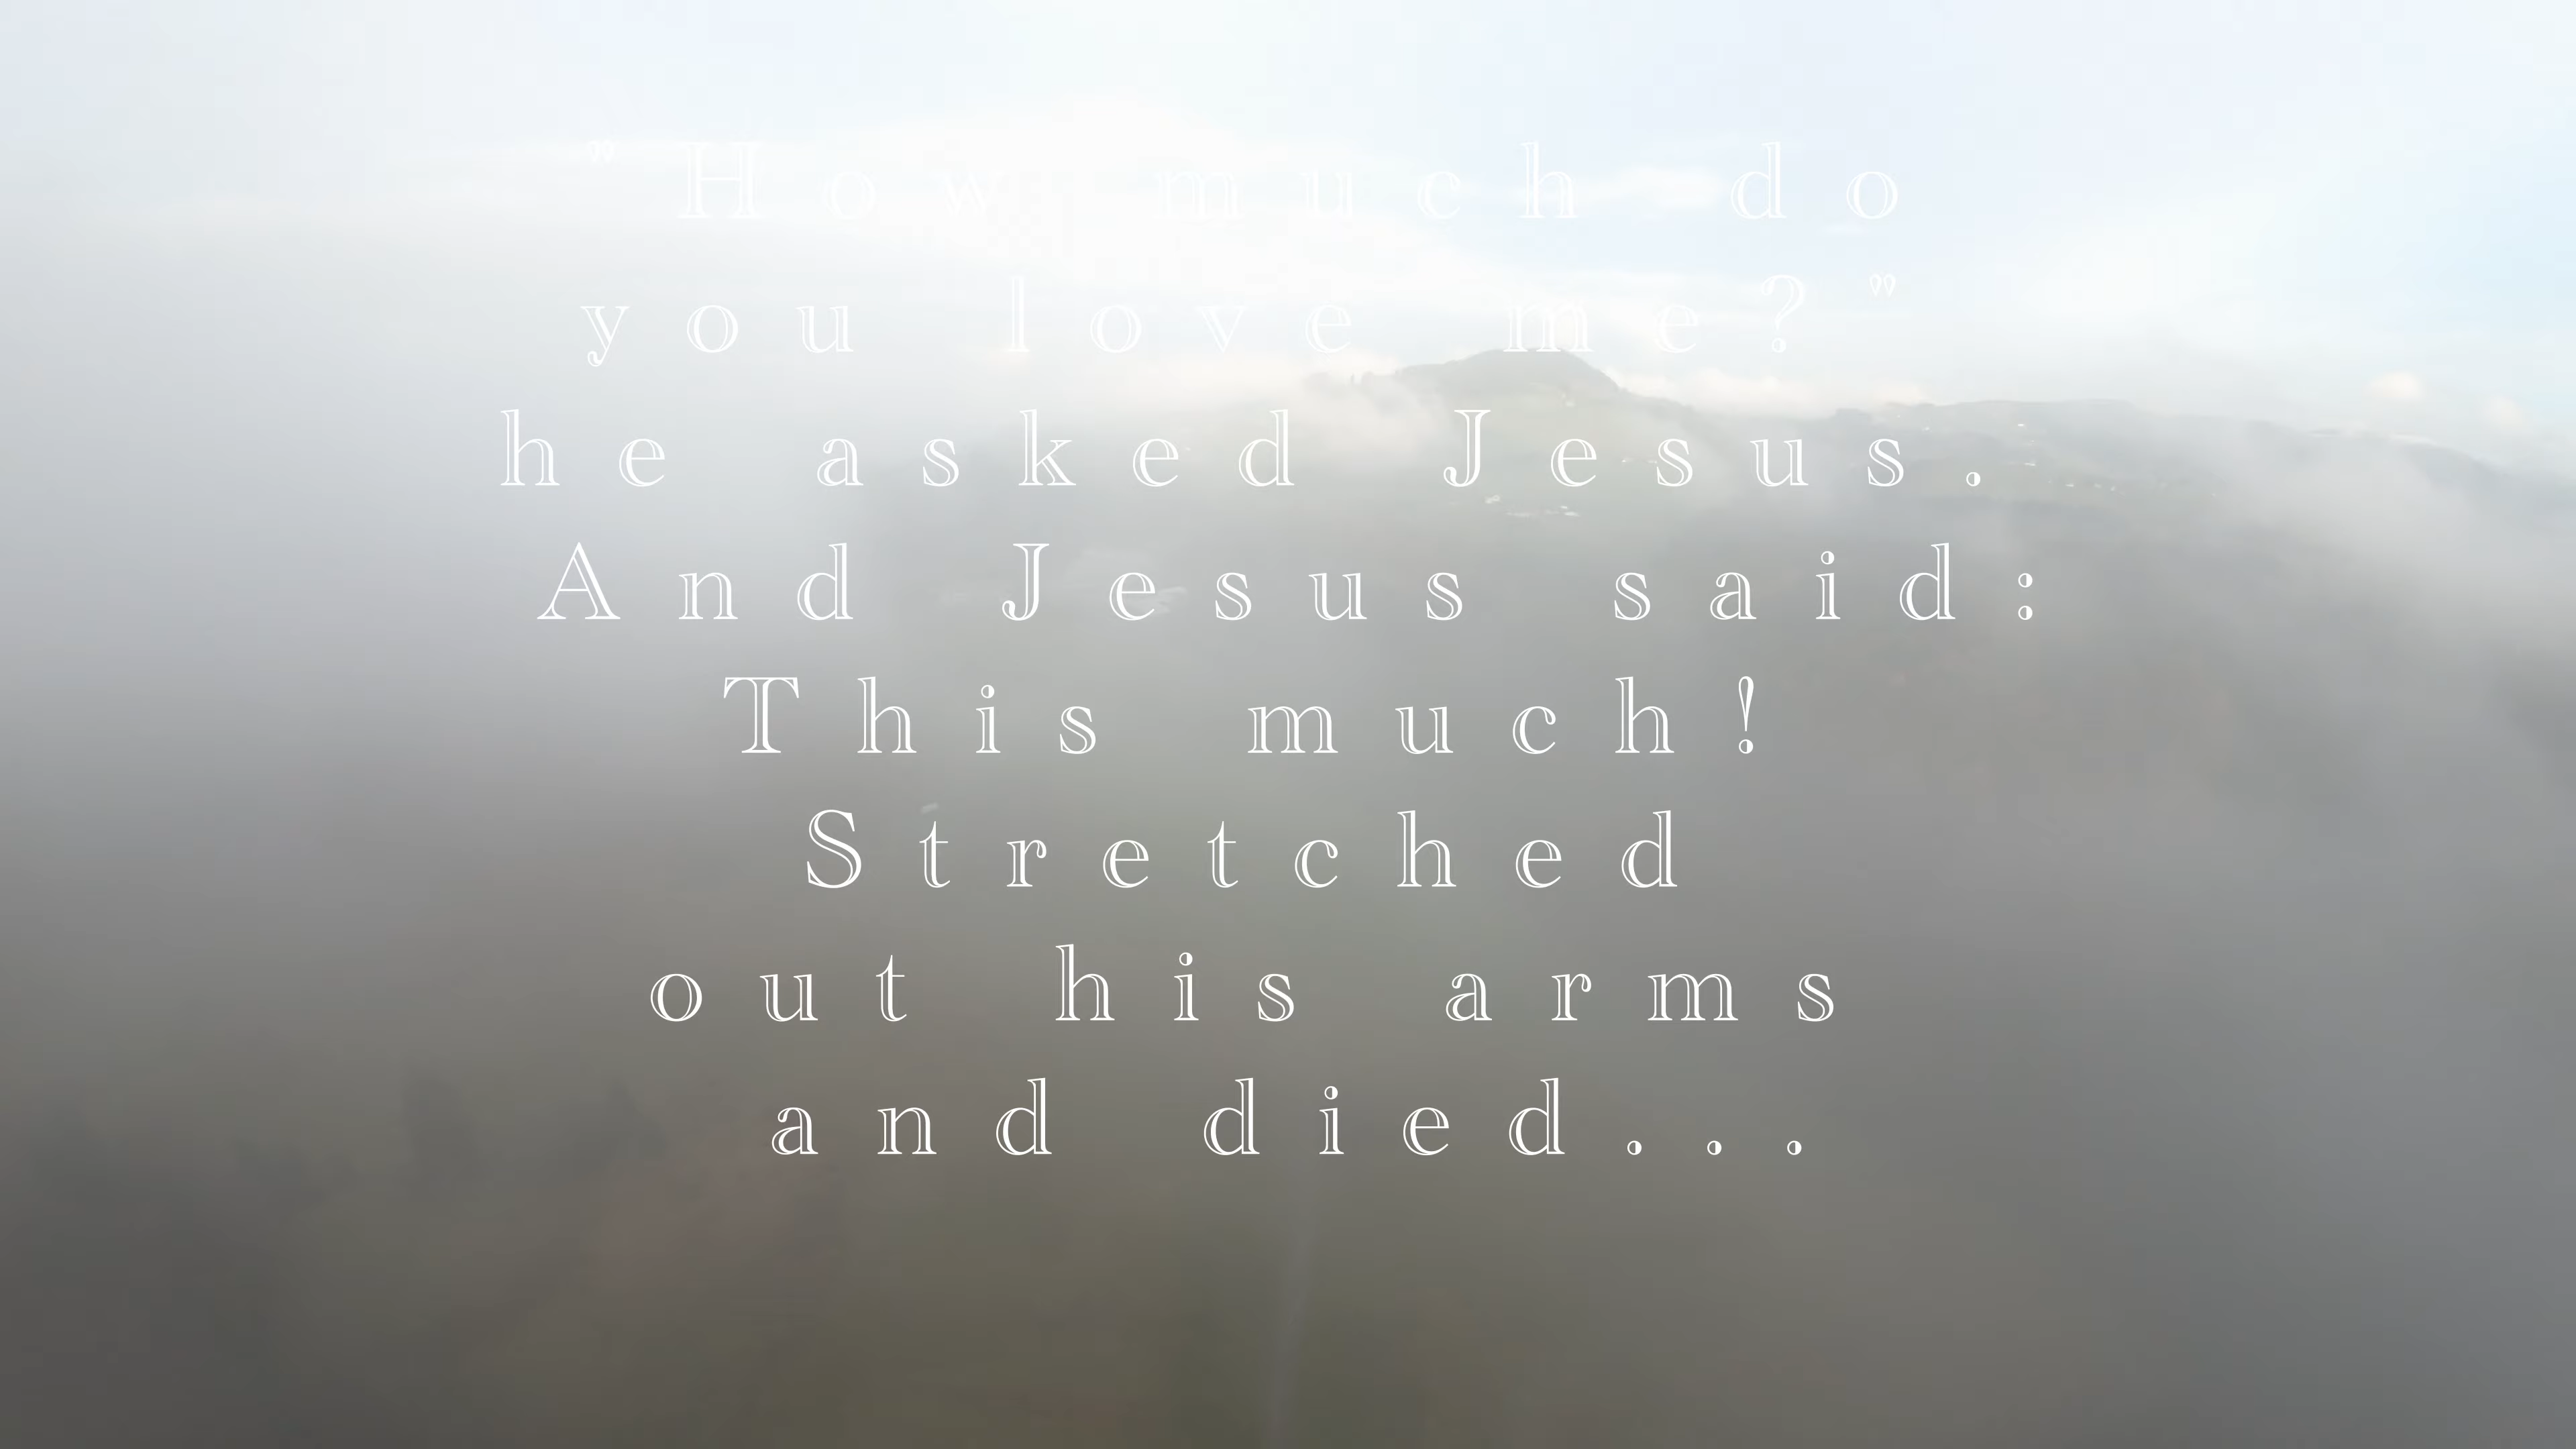 "How much do
you love me?"
he asked Jesus.
And Jesus said:
This much!
Stretched
out his arms
and died...